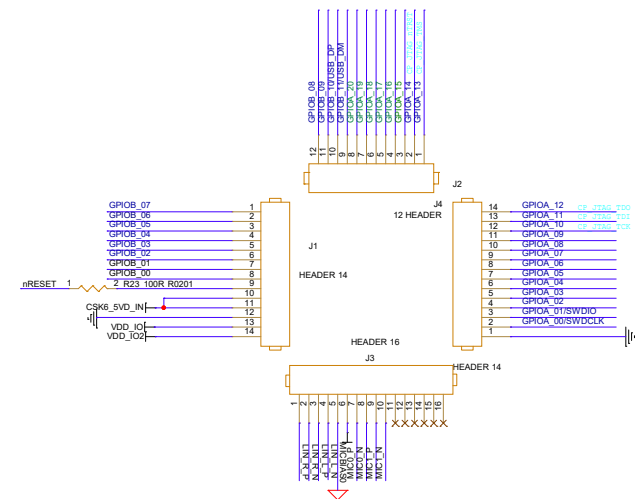 CP_JTAG_nTRST
CP_JTAG_TMS
GPIOB_08
GPIOB_09
GPIOB_10/USB_DP
GPIOB_11/USB_DM
GPIOA_20
GPIOA_19
GPIOA_18
GPIOA_17
GPIOA_16
GPIOA_15
GPIOA_14
GPIOA_13
12 11 10 9 8 7 6 5 4 3 2 1
J2
J4
12 HEADER
GPIOB_07 1
GPIOB_06 2
GPIOB_05 3
GPIOB_04 4
GPIOB_03 5
GPIOB_02 6
GPIOB_01 7
GPIOB_00 8
nRESET 1 2 R23 100R R0201 9
10
CSK6_5VD_IN 11
12
VDD_IO 13
VDD_IO2 14
J1
HEADER 14
14 GPIOA_12 CP_JTAG_TDO
13 GPIOA_11 CP_JTAG_TDI
12 GPIOA_10 CP_JTAG_TCK
11 GPIOA_09
10 GPIOA_08
9 GPIOA_07
8 GPIOA_06
7 GPIOA_05
6 GPIOA_04
5 GPIOA_03
4 GPIOA_02
3 GPIOA_01/SWDIO
2 GPIOA_00/SWDCLK
1
HEADER 16
J3
HEADER 14
1 2 3 4 5 6 7 8 9 10 11 12 13 14 15 16
LIN_R_P
LIN_R_N
LIN_L_P
LIN_L_N
MICBIAS0
MIC0_P
MIC0_N
MIC1_P
MIC1_N